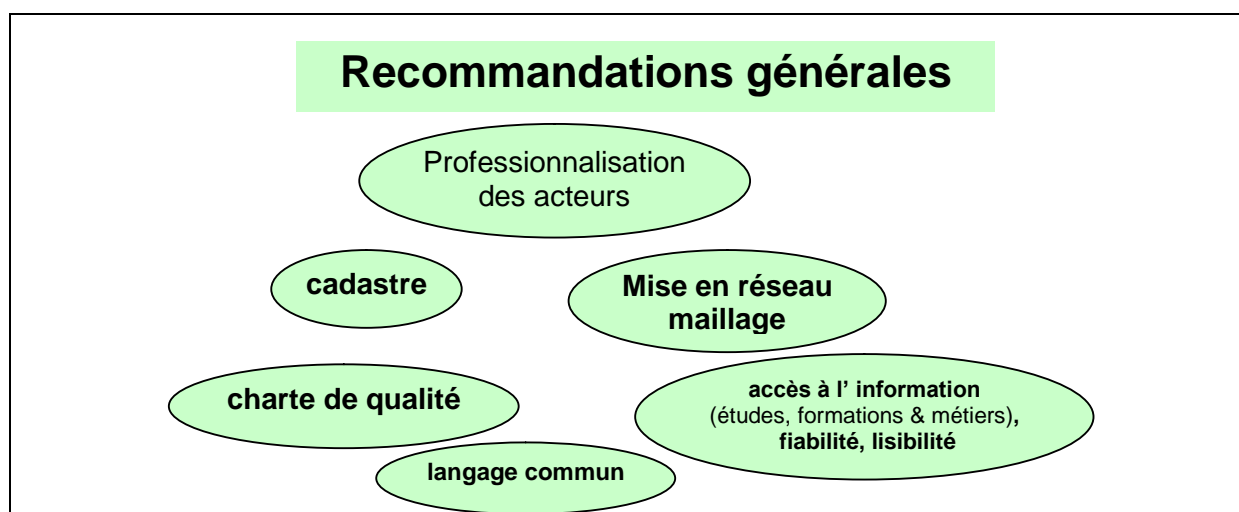 Recommandations générales
Professionnalisation
des acteurs
cadastre
Mise en réseau
maillage
charte de qualité
accès à l' information
(études, formations & métiers),
fiabilité, lisibilité
langage commun